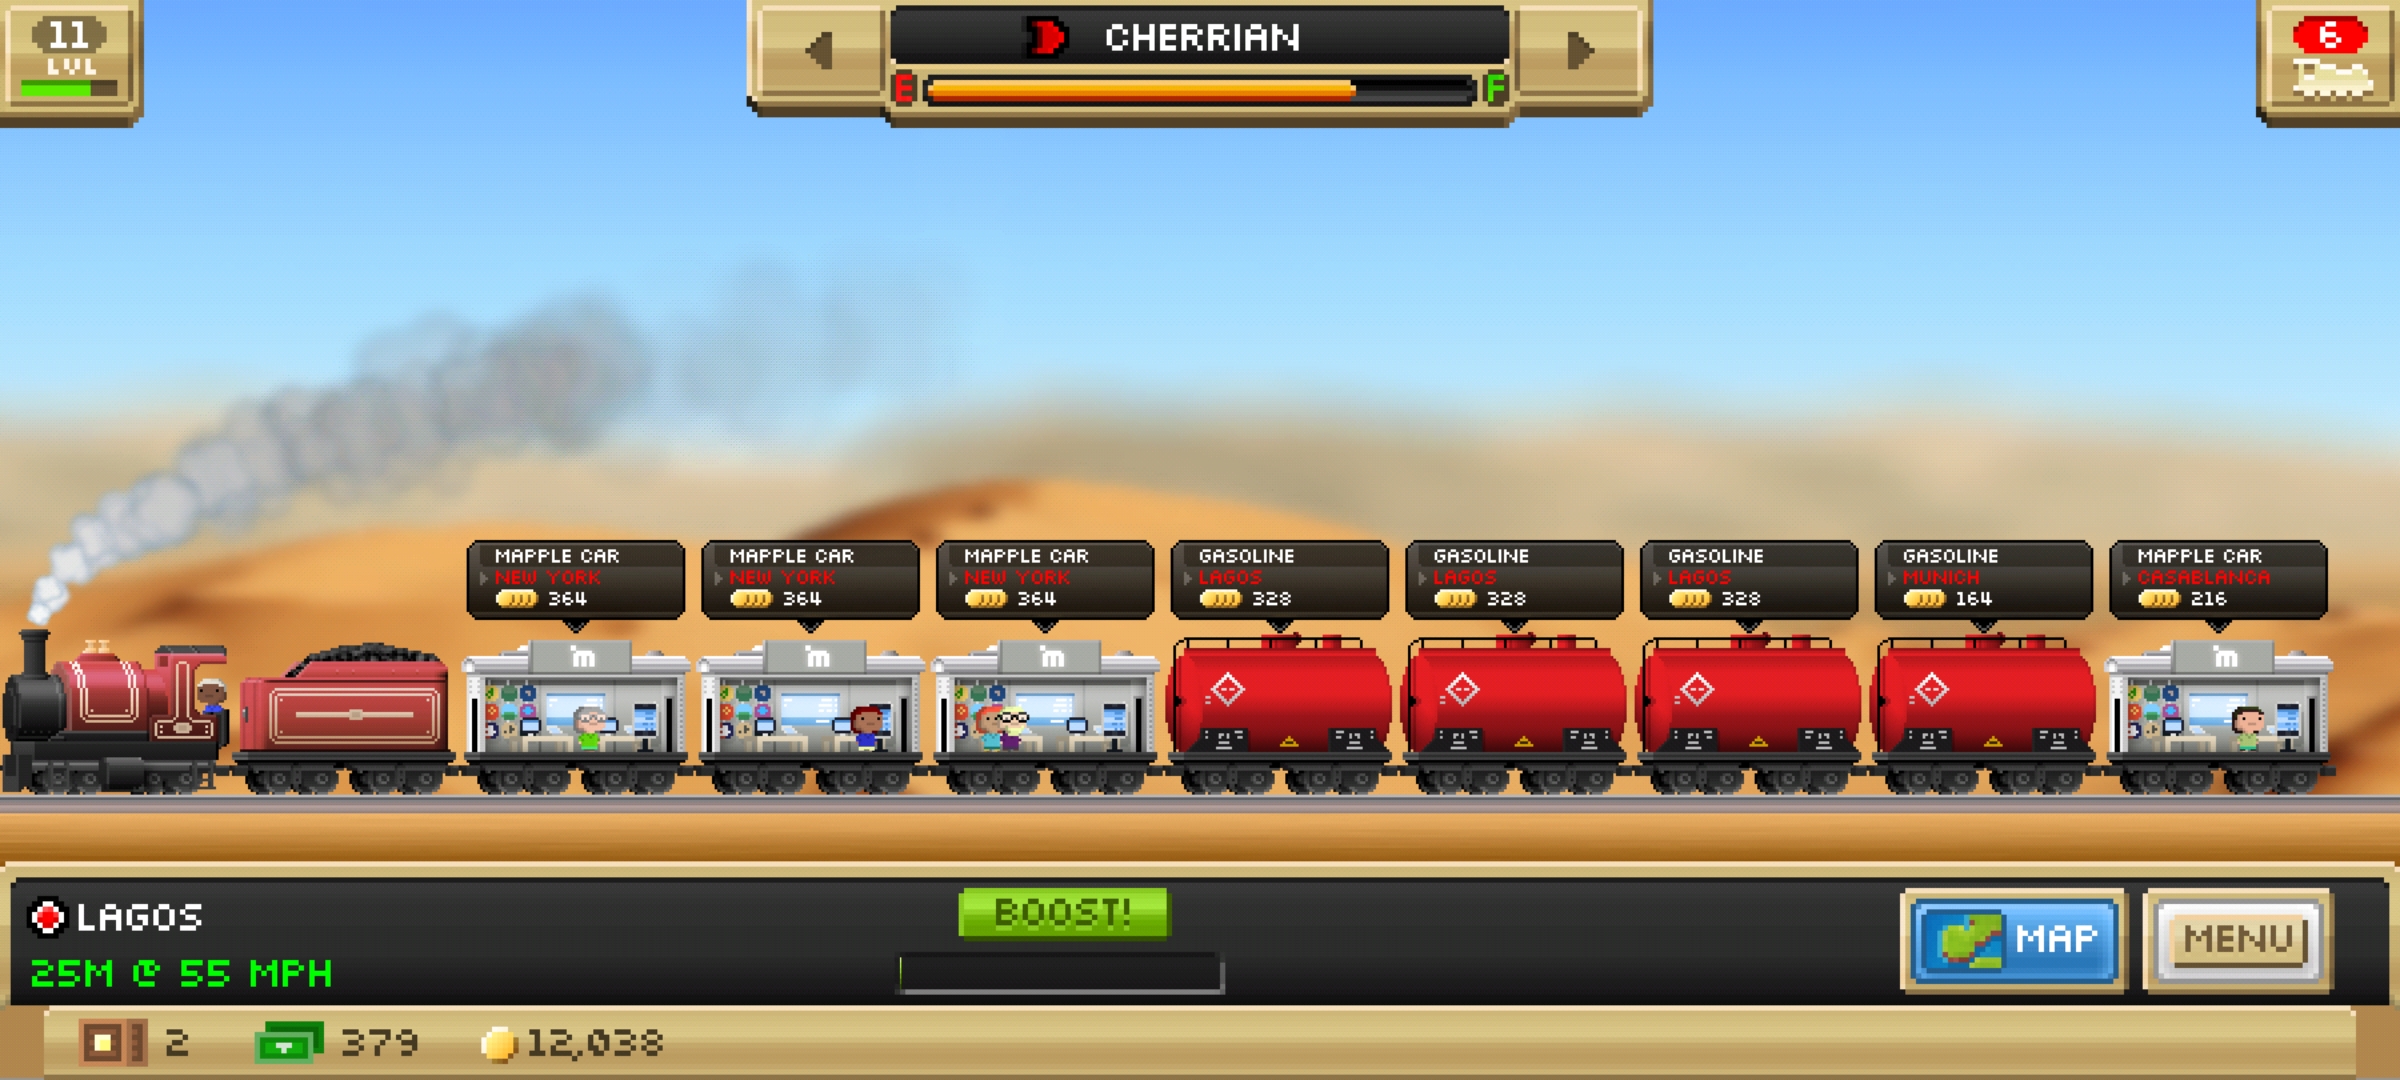 11
LVL
CHERRIAN
E
F
6
MAPPLE CAR
NEW YORK
364
MAPPLE CAR
NEW YORK
364
MAPPLE CAR
NEW YORK
364
GASOLINE
LAGOS
328
GASOLINE
LAGOS
328
GASOLINE
LAGOS
328
GASOLINE
MUNICH
164
MAPPLE CAR
CASABLANCA
216
m
m
m
m
LAGOS
25M @ 55 MPH
BOOST!
MAP
MENU
2
379
12,038